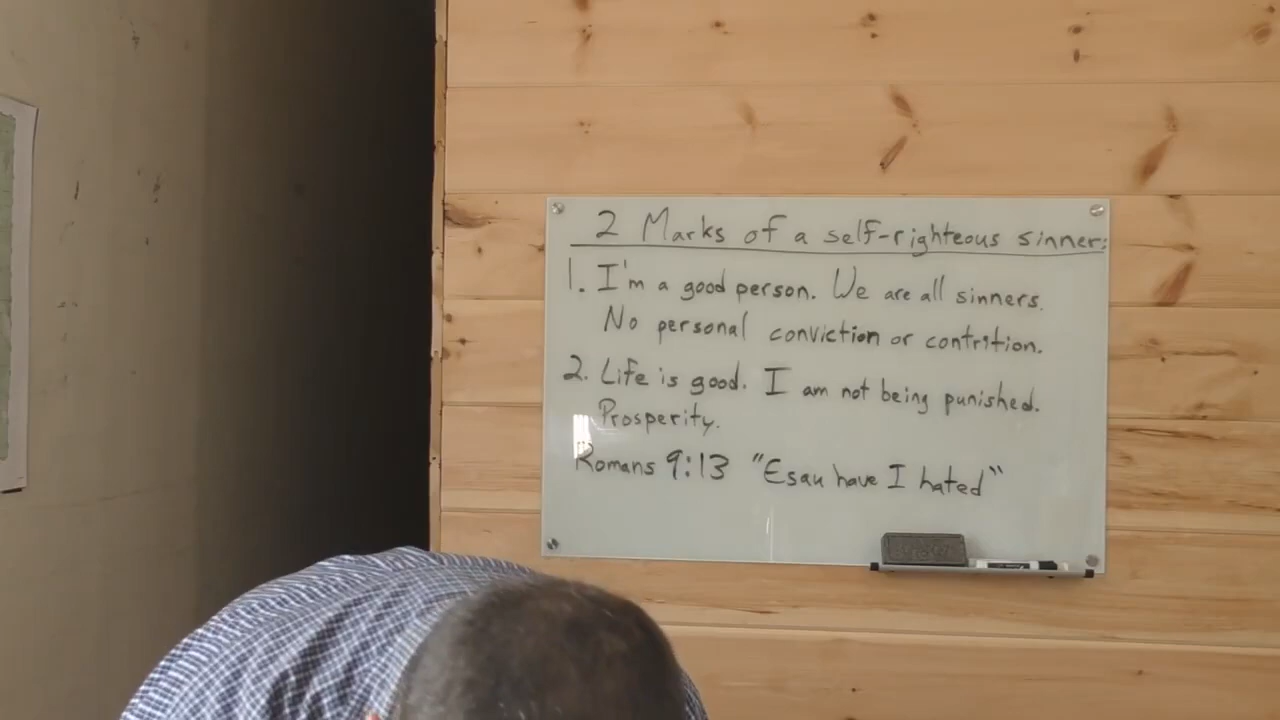 2 Marks of a self-righteous sinner:
1. I'm a good person. We are all sinners.
No personal conviction or contrition.
2. Life is good. I am not being punished.
Prosperity.
Romans 9:13 "Esau have I hated"